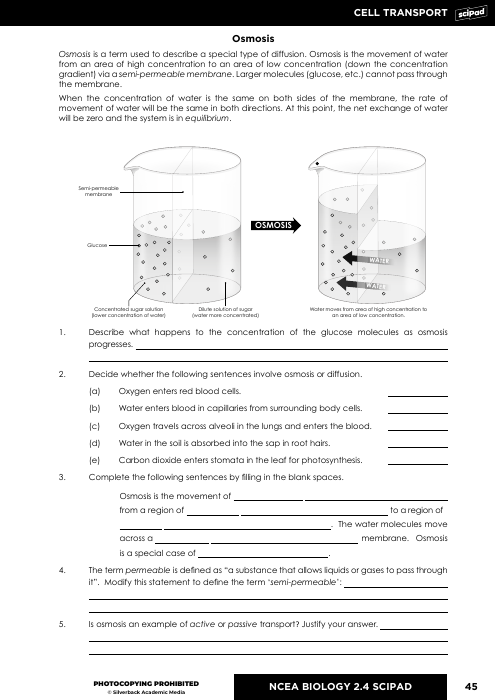 CELL TRANSPORT scipad
Osmosis
Osmosis is a term used to describe a special type of diffusion. Osmosis is the movement of water
from an area of high concentration to an area of low concentration (down the concentration
gradient) via a semi-permeable membrane. Larger molecules (glucose, etc.) cannot pass through
the membrane.
When the concentration of water is the same on both sides of the membrane, the rate of
movement of water will be the same in both directions. At this point, the net exchange of water
will be zero and the system is in equilibrium.
Semi-permeable
membrane
Glucose
OSMOSIS
WATER
WATER
Concentrated sugar solution
(lower concentration of water)
Dilute solution of sugar
(water more concentrated)
Water moves from area of high concentration to
an area of low concentration.
1. Describe what happens to the concentration of the glucose molecules as osmosis
progresses.
2. Decide whether the following sentences involve osmosis or diffusion.
(a) Oxygen enters red blood cells.
(b) Water enters blood in capillaries from surrounding body cells.
(c) Oxygen travels across alveoli in the lungs and enters the blood.
(d) Water in the soil is absorbed into the sap in root hairs.
(e) Carbon dioxide enters stomata in the leaf for photosynthesis.
3. Complete the following sentences by filling in the blank spaces.
Osmosis is the movement of
from a region of to a region of
. The water molecules move
across a membrane. Osmosis
is a special case of .
4. The term permeable is defined as “a substance that allows liquids or gases to pass through
it”. Modify this statement to define the term ‘semi-permeable’:
5. Is osmosis an example of active or passive transport? Justify your answer.
PHOTOCOPYING PROHIBITED
© Silverback Academic Media
NCEA BIOLOGY 2.4 SCIPAD
45